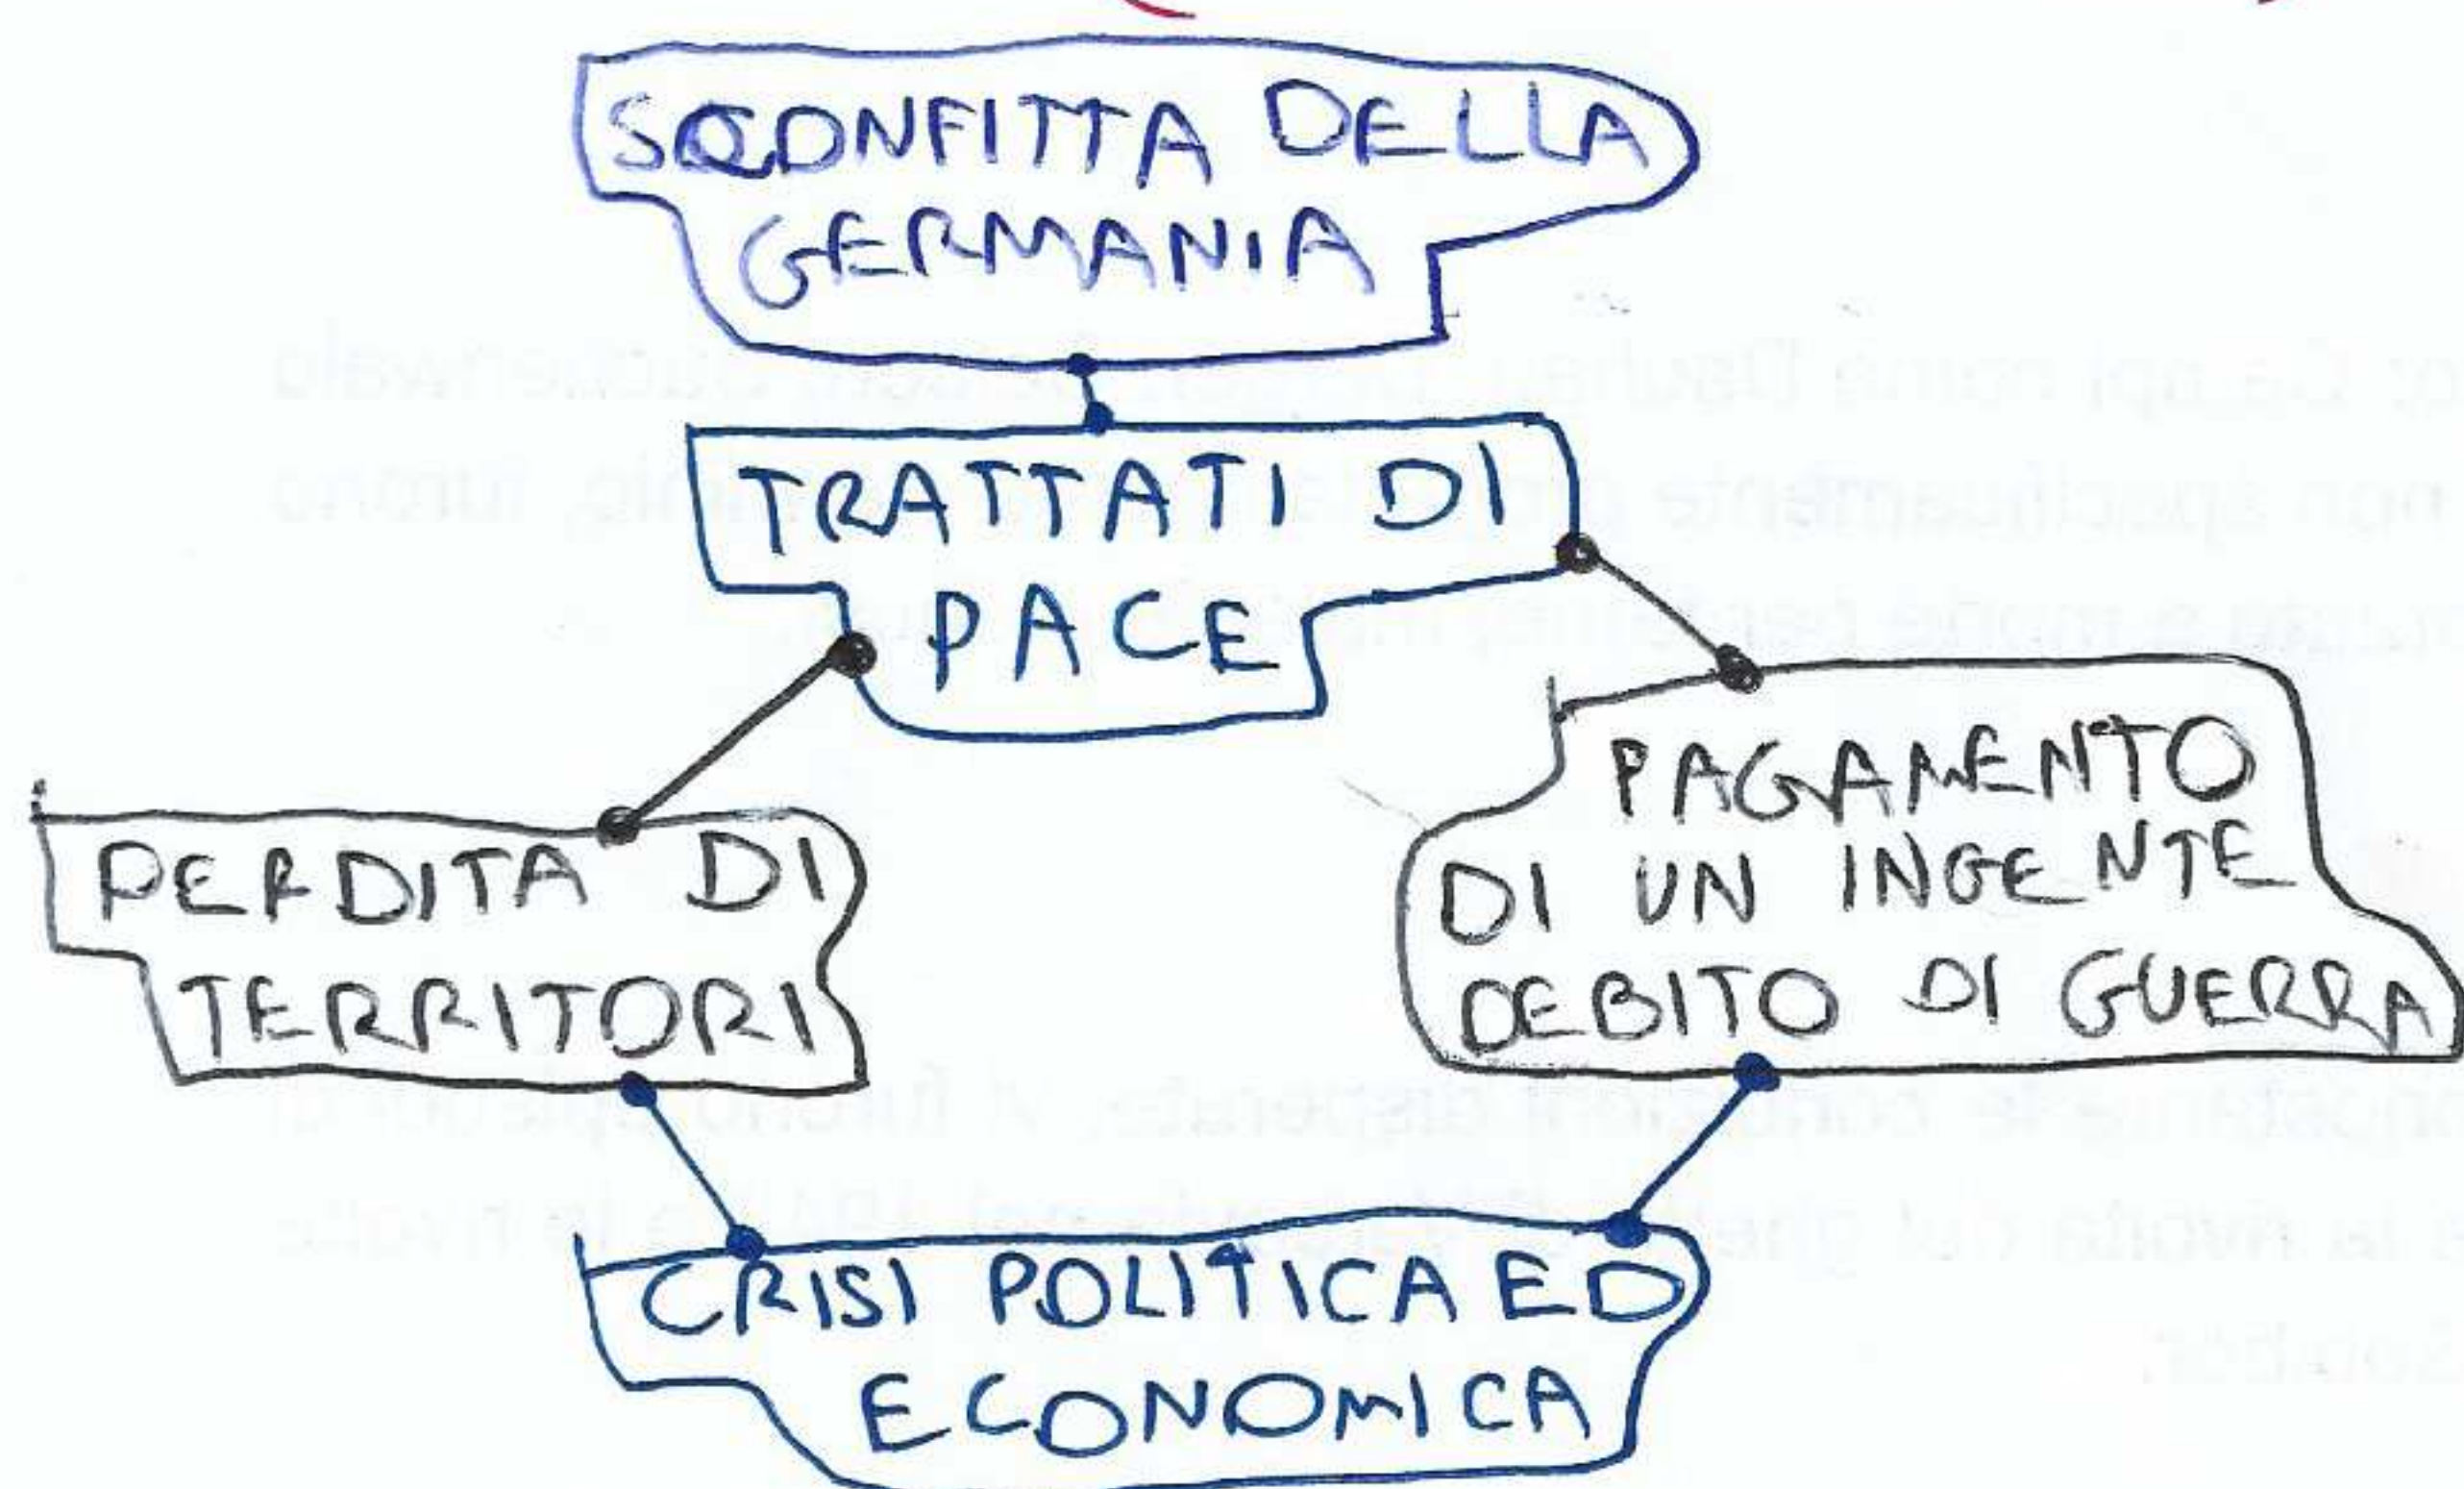 SCONFITTA DELLA
GERMANIA
TRATTATI DI
PACE
PERDITA DI
TERRITORI
PAGAMENTO
DI UN INGENTE
DEBITO DI GUERRA
CRISI POLITICA ED
ECONOMICA